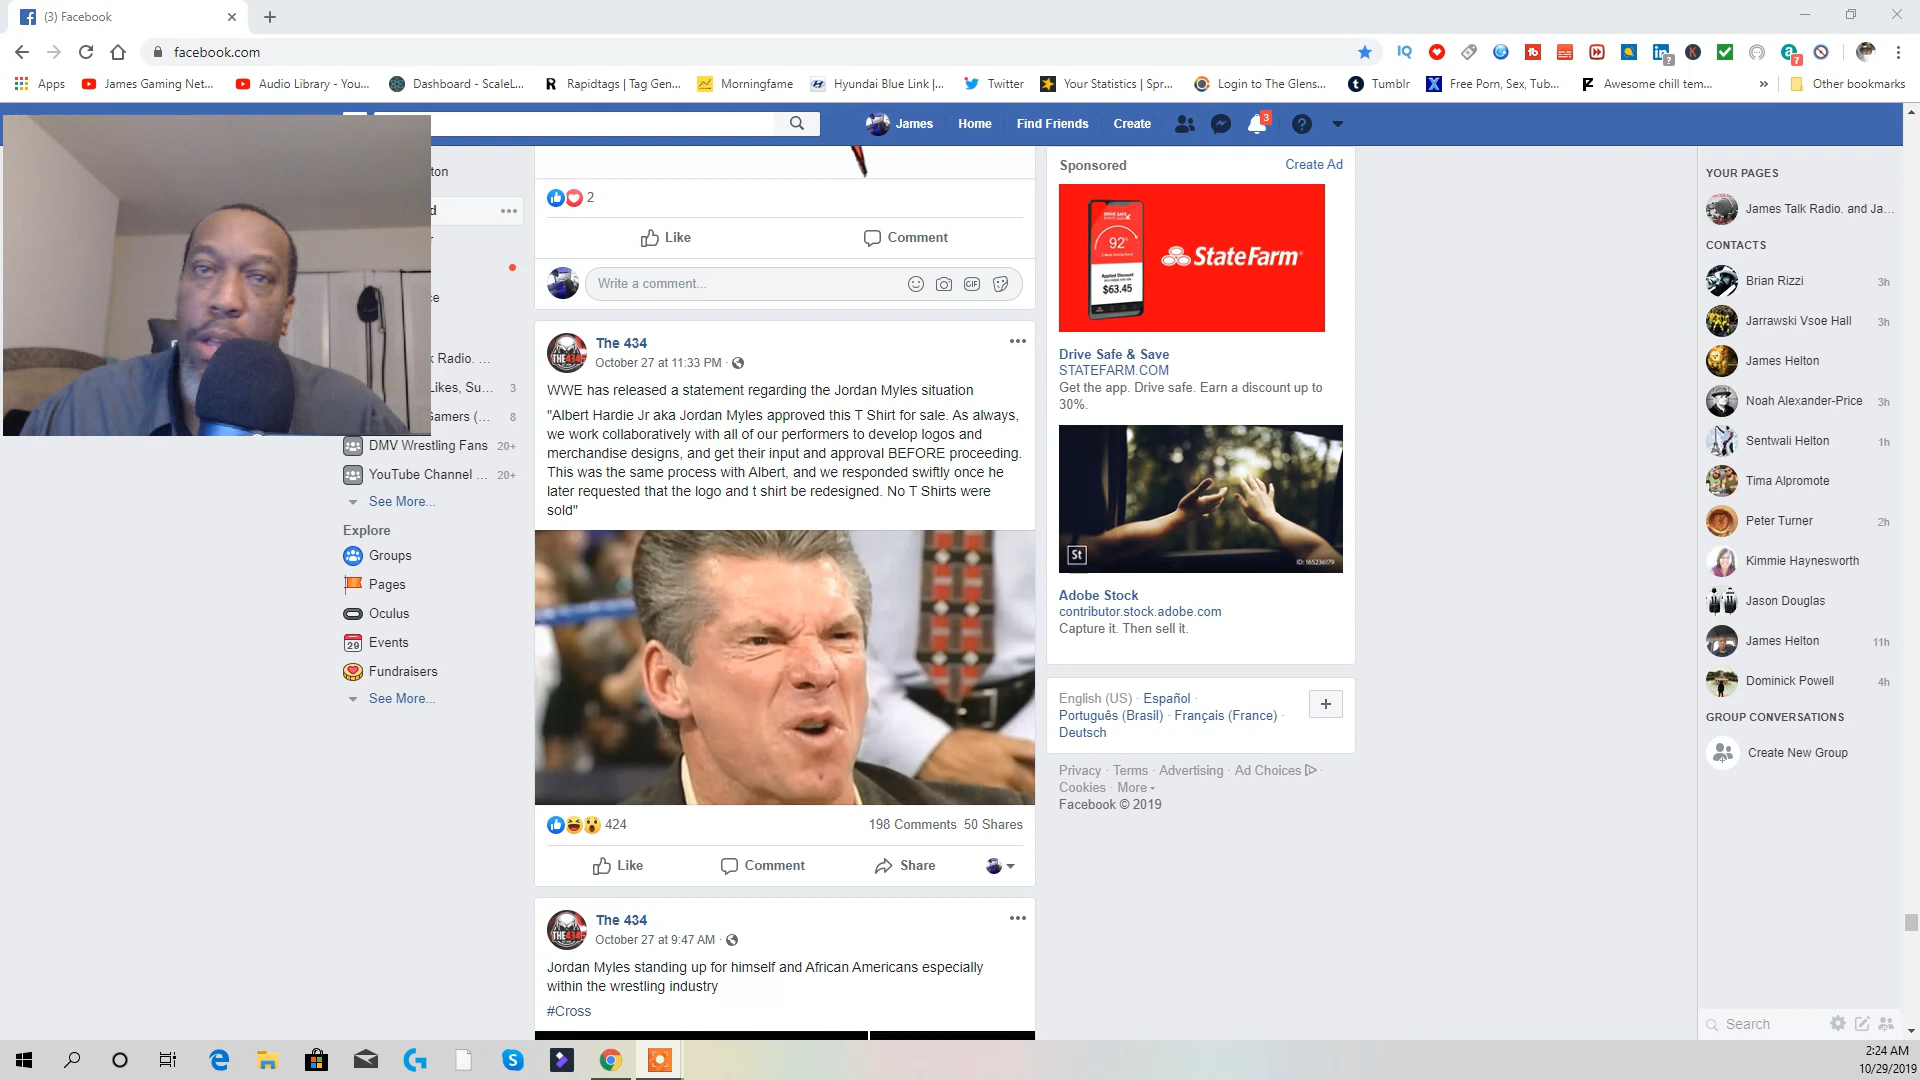 (3) Facebook
facebook.com
Apps
James Gaming Net...
Audio Library - You...
Dashboard - ScaleL...
Rapidtags | Tag Gen...
Morningfame
Hyundai Blue Link |...
Twitter
Your Statistics | Spr...
Login to The Glens...
Tumblr
Free Porn, Sex, Tub...
Awesome chill tem...
»
Other bookmarks
James
Home
Find Friends
Create
3
2
Like
Comment
Write a comment...
GIF
The 434
October 27 at 11:33 PM ·
WWE has released a statement regarding the Jordan Myles situation
"Albert Hardie Jr aka Jordan Myles approved this T Shirt for sale. As always,
we work collaboratively with all of our performers to develop logos and
merchandise designs, and get their input and approval BEFORE proceeding.
This was the same process with Albert, and we responded swiftly once he
later requested that the logo and t shirt be redesigned. No T Shirts were
sold"
424
198 Comments 50 Shares
Like
Comment
Share
The 434
October 27 at 9:47 AM ·
Jordan Myles standing up for himself and African Americans especially
within the wrestling industry
#Cross
ton
d
k Radio. ...
Likes, Su... 3
Gamers (... 8
DMV Wrestling Fans 20+
YouTube Channel ... 20+
See More...
Explore
Groups
Pages
Oculus
29 Events
Fundraisers
See More...
Sponsored
Create Ad
DRIVE SAFE
& SAVE
92
Applied Discount
$63.45
StateFarm
Drive Safe & Save
STATEFARM.COM
Get the app. Drive safe. Earn a discount up to
30%.
St
ID: 165236179
Adobe Stock
contributor.stock.adobe.com
Capture it. Then sell it.
English (US) · Español ·
Português (Brasil) · Français (France) ·
Deutsch
Privacy · Terms · Advertising · Ad Choices ·
Cookies · More
Facebook © 2019
YOUR PAGES
James Talk Radio. and Ja...
CONTACTS
Brian Rizzi 3h
Jarrawski Vsoe Hall 3h
James Helton
Noah Alexander-Price 3h
Sentwali Helton 1h
Tima Alpromote
Peter Turner 2h
Kimmie Haynesworth
Jason Douglas
James Helton 11h
Dominick Powell 4h
GROUP CONVERSATIONS
Create New Group
Search
2:24 AM
10/29/2019